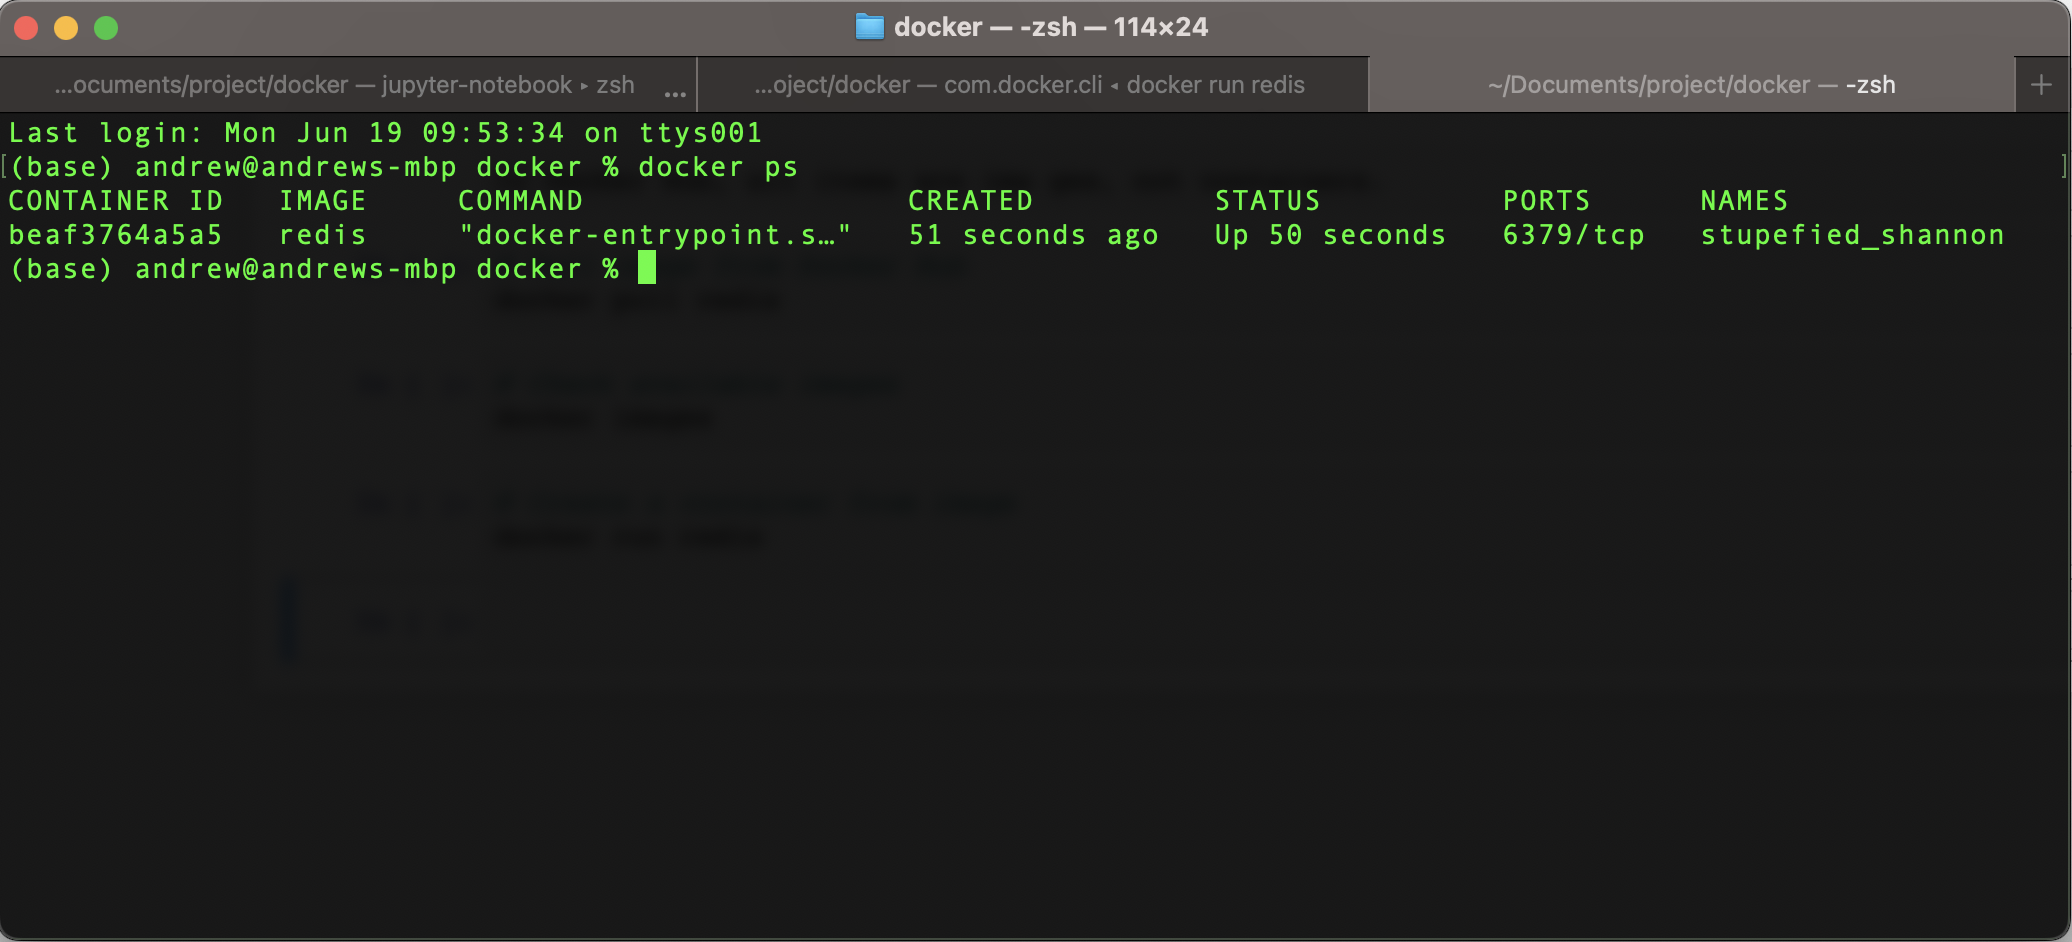 docker — -zsh — 114×24
...ocuments/project/docker — jupyter-notebook ▸ zsh ...
...oject/docker — com.docker.cli ◂ docker run redis
~/Documents/project/docker — -zsh
+
Last login: Mon Jun 19 09:53:34 on ttys001
[(base) andrew@andrews-mbp docker % docker ps ]
CONTAINER ID IMAGE COMMAND CREATED STATUS PORTS NAMES
beaf3764a5a5 redis "docker-entrypoint.s…" 51 seconds ago Up 50 seconds 6379/tcp stupefied_shannon
(base) andrew@andrews-mbp docker %